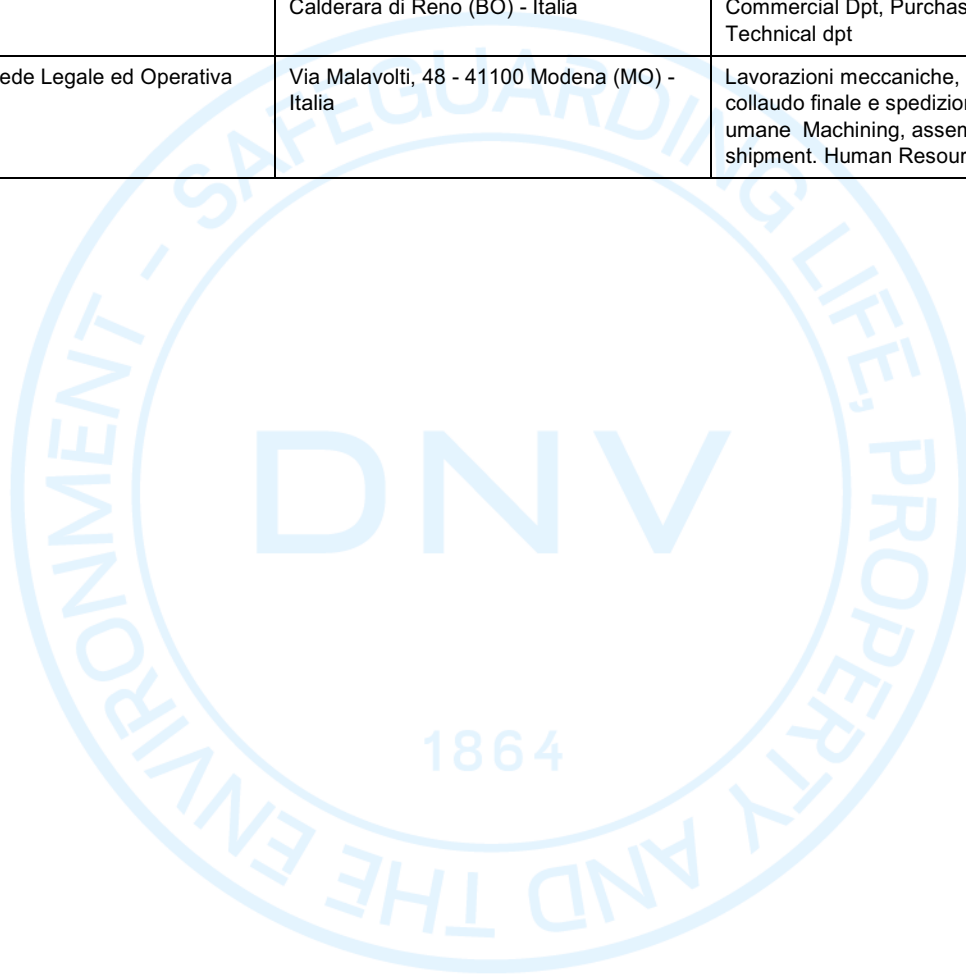 Calderara di Reno (BO) - Italia
Commercial Dpt, Purchas
Technical dpt
ede Legale ed Operativa
Via Malavolti, 48 - 41100 Modena (MO) -
Italia
Lavorazioni meccaniche,
collaudo finale e spedizion
umane  Machining, assem
shipment. Human Resour
SAFEGUARDING LIFE, PROPERTY AND THE ENVIRONMENT -
DNV
1864